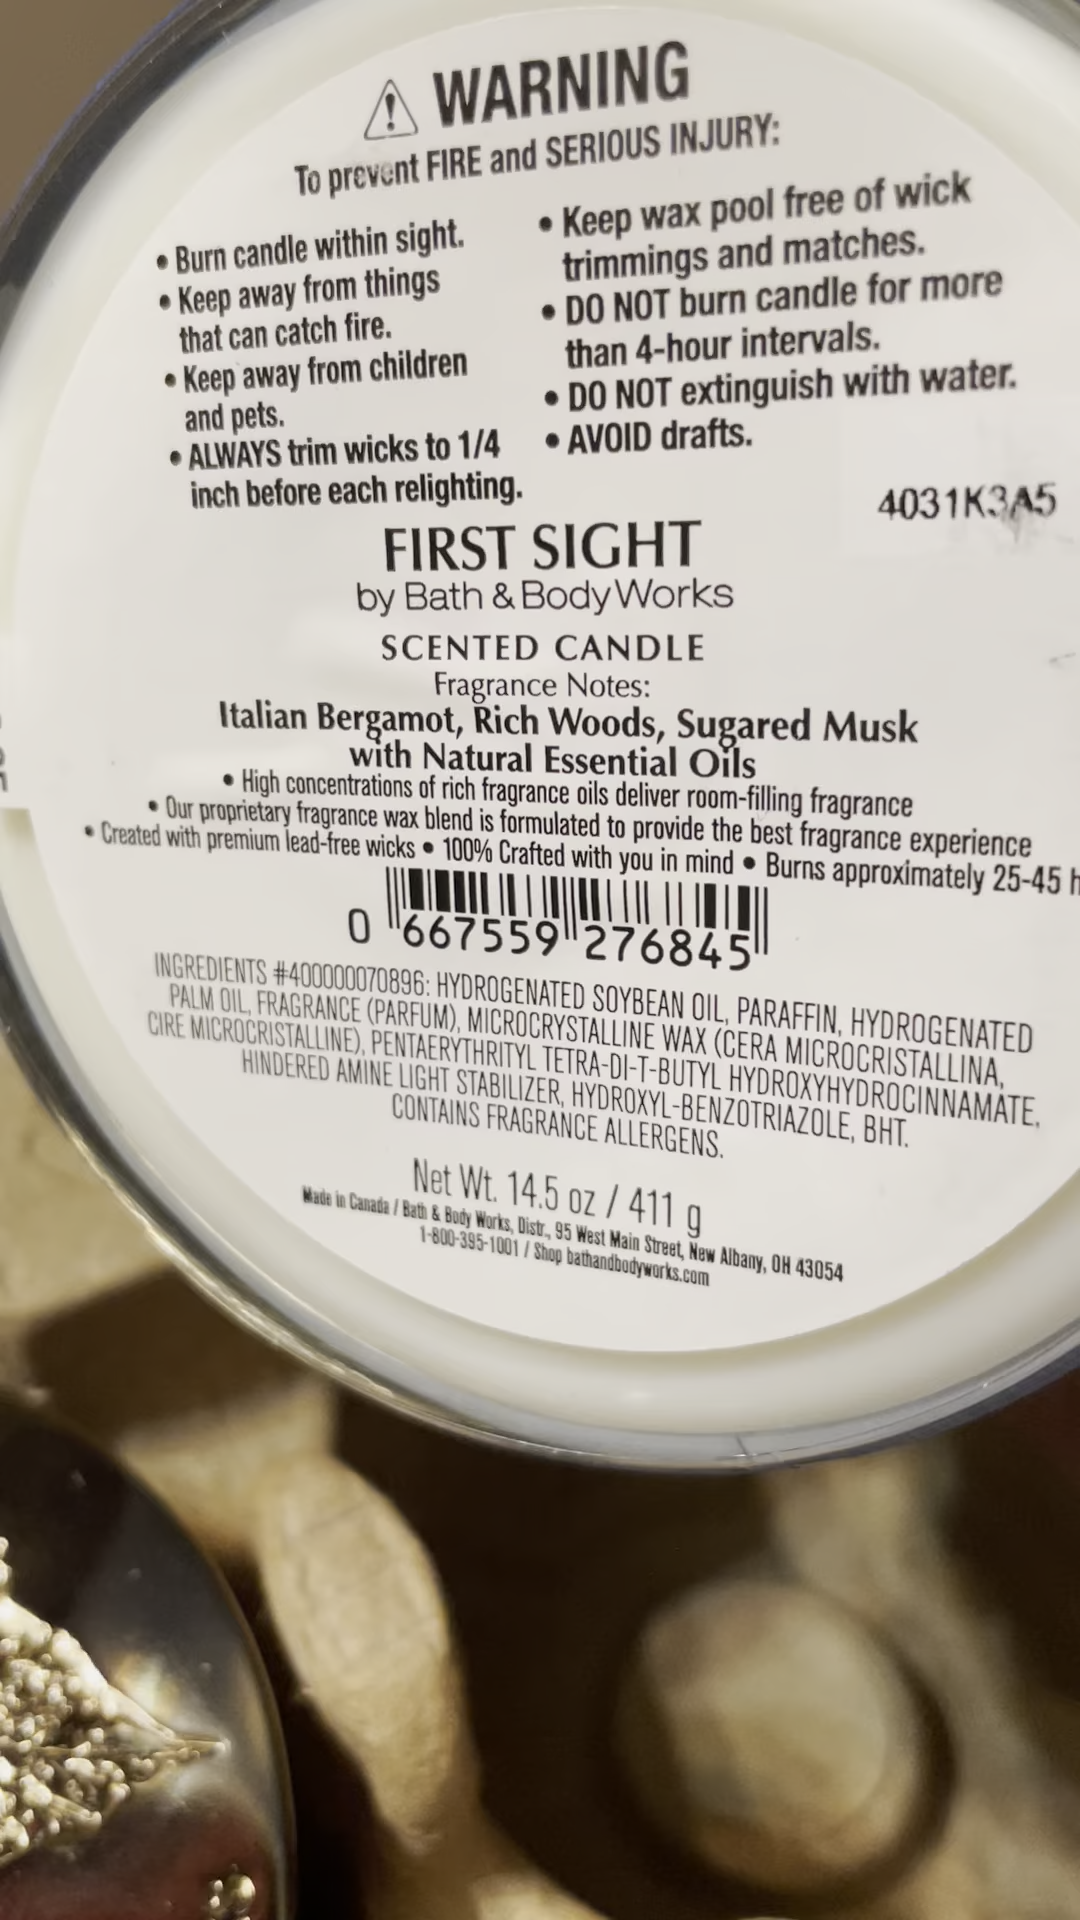 WARNING
To prevent FIRE and SERIOUS INJURY:
• Burn candle within sight.
• Keep away from things
that can catch fire.
• Keep away from children
and pets.
• ALWAYS trim wicks to 1/4
inch before each relighting.
• Keep wax pool free of wick
trimmings and matches.
• DO NOT burn candle for more
than 4-hour intervals.
• DO NOT extinguish with water.
• AVOID drafts.
4031K3A5
FIRST SIGHT
by Bath & Body Works
SCENTED CANDLE
Fragrance Notes:
Italian Bergamot, Rich Woods, Sugared Musk
with Natural Essential Oils
• High concentrations of rich fragrance oils deliver room-filling fragrance
• Our proprietary fragrance wax blend is formulated to provide the best fragrance experience
• Created with premium lead-free wicks • 100% Crafted with you in mind • Burns approximately 25-45 h
0 667559 276845
INGREDIENTS #400000070896: HYDROGENATED SOYBEAN OIL, PARAFFIN, HYDROGENATED
PALM OIL, FRAGRANCE (PARFUM), MICROCRYSTALLINE WAX (CERA MICROCRISTALLINA,
CIRE MICROCRISTALLINE), PENTAERYTHRITYL TETRA-DI-T-BUTYL HYDROXYHYDROCINNAMATE,
HINDERED AMINE LIGHT STABILIZER, HYDROXYL-BENZOTRIAZOLE, BHT.
CONTAINS FRAGRANCE ALLERGENS.
Net Wt. 14.5 oz / 411 g
Made in Canada / Bath & Body Works, Distr., 95 West Main Street, New Albany, OH 43054
1-800-395-1001 / Shop bathandbodyworks.com